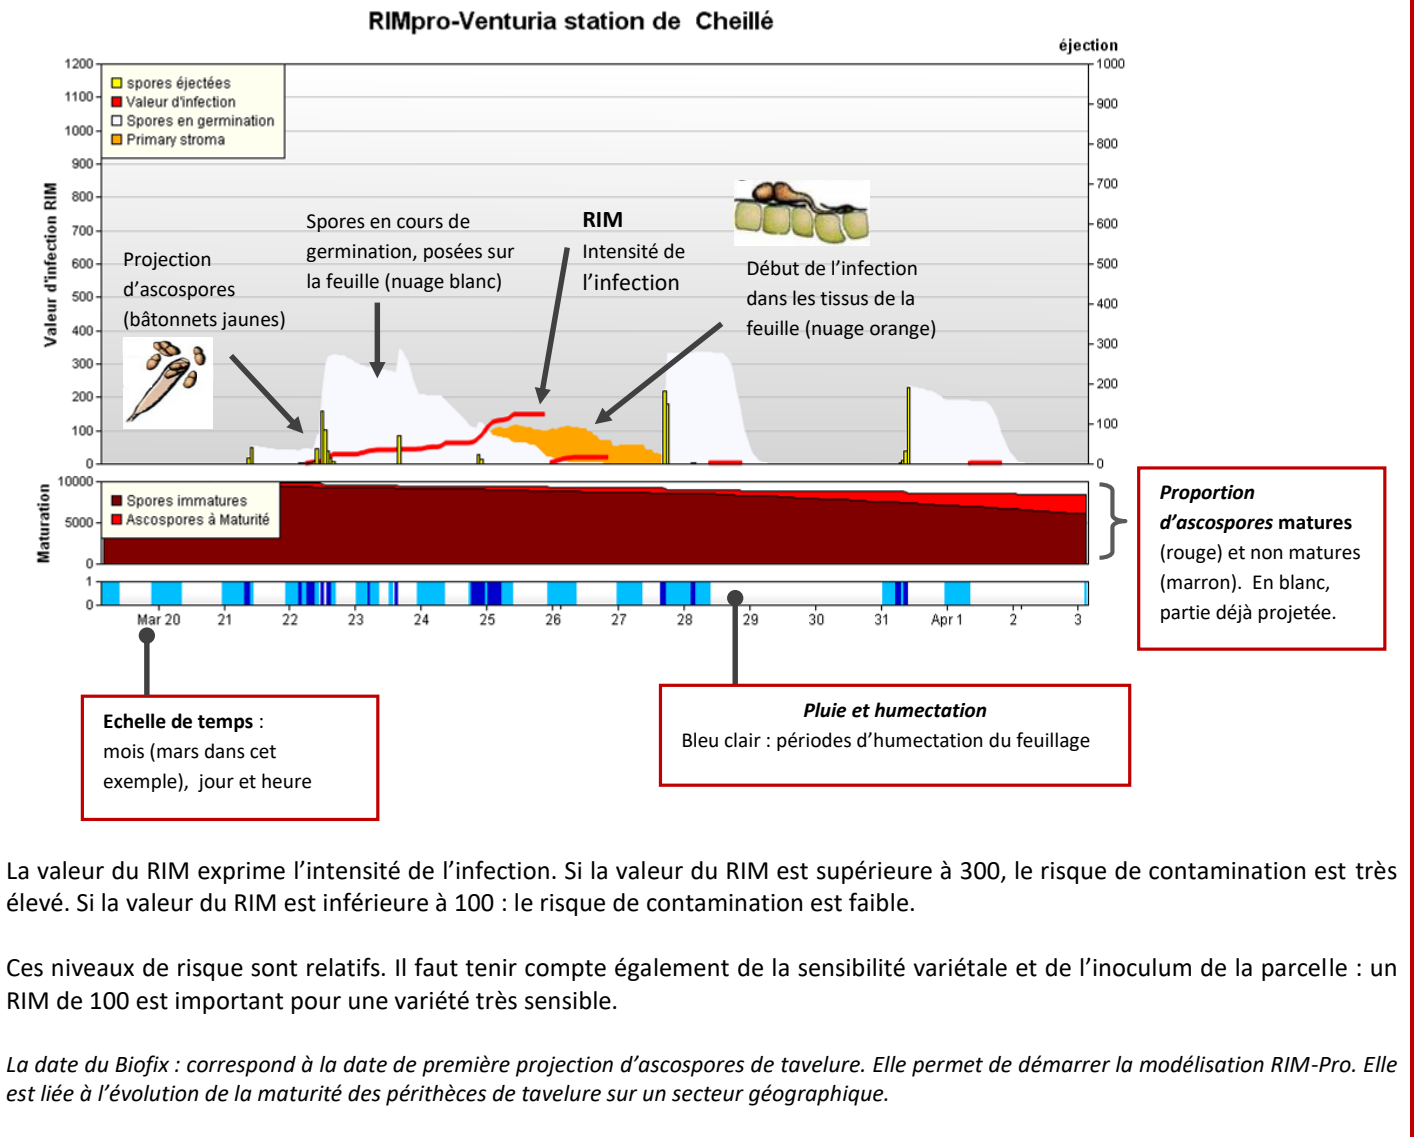 RIMpro-Venturia station de Cheillé
éjection
1200
1100
1000
900
800
700
600
500
400
300
200
100
0
Valeur d'infection RIM
1000
900
800
700
600
500
400
300
200
100
0
spores éjectées
Valeur d'infection
Spores en germination
Primary stroma
Projection
d’ascospores
(bâtonnets jaunes)
Spores en cours de
germination, posées sur
la feuille (nuage blanc)
RIM
Intensité de
l’infection
Début de l’infection
dans les tissus de la
feuille (nuage orange)
Maturation
10000
5000
0
Spores immatures
Ascospores à Maturité
1
0
Mar 20 21 22 23 24 25 26 27 28 29 30 31 Apr 1 2 3
Proportion
d’ascospores matures
(rouge) et non matures
(marron). En blanc,
partie déjà projetée.
Echelle de temps :
mois (mars dans cet
exemple), jour et heure
Pluie et humectation
Bleu clair : périodes d’humectation du feuillage
La valeur du RIM exprime l’intensité de l’infection. Si la valeur du RIM est supérieure à 300, le risque de contamination est très
élevé. Si la valeur du RIM est inférieure à 100 : le risque de contamination est faible.
Ces niveaux de risque sont relatifs. Il faut tenir compte également de la sensibilité variétale et de l’inoculum de la parcelle : un
RIM de 100 est important pour une variété très sensible.
La date du Biofix : correspond à la date de première projection d’ascospores de tavelure. Elle permet de démarrer la modélisation RIM-Pro. Elle
est liée à l’évolution de la maturité des périthèces de tavelure sur un secteur géographique.